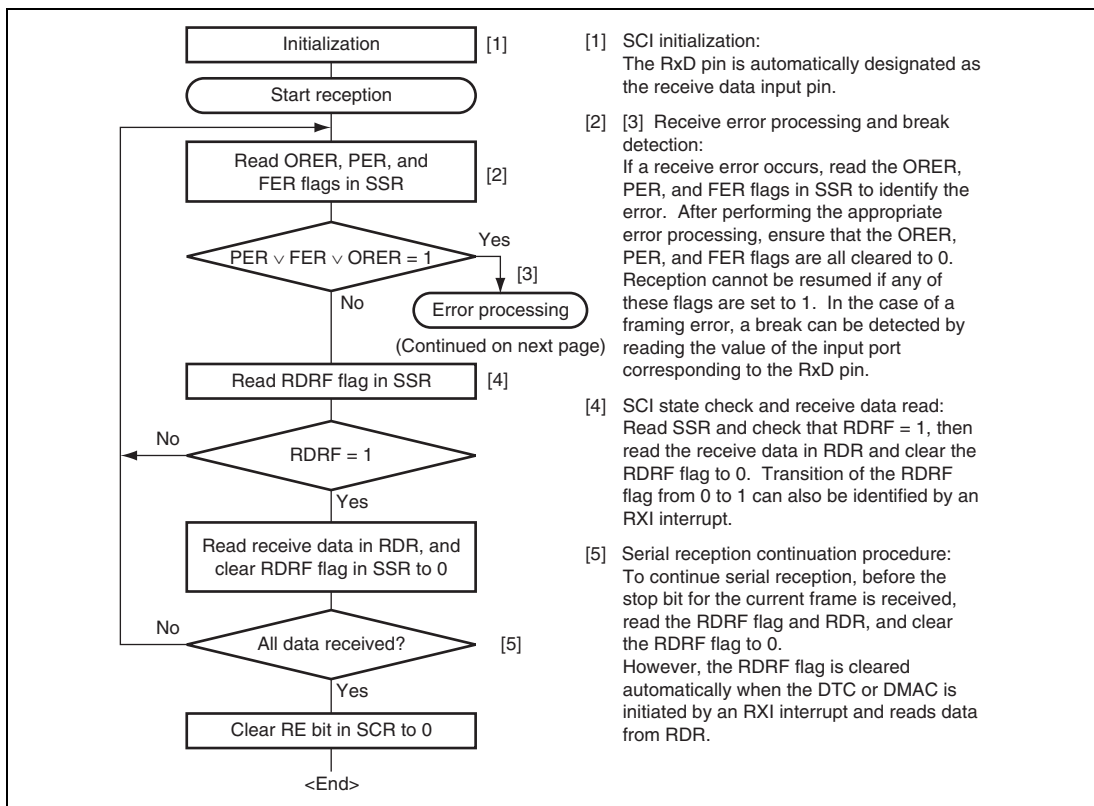 Initialization
[1]
Start reception
Read ORER, PER, and
FER flags in SSR
[2]
PER ∨ FER ∨ ORER = 1
Yes
[3]
No
Error processing
(Continued on next page)
Read RDRF flag in SSR
[4]
No
RDRF = 1
Yes
Read receive data in RDR, and
clear RDRF flag in SSR to 0
No
All data received?
[5]
Yes
Clear RE bit in SCR to 0
<End>
[1] SCI initialization:
The RxD pin is automatically designated as
the receive data input pin.
[2] [3] Receive error processing and break
detection:
If a receive error occurs, read the ORER,
PER, and FER flags in SSR to identify the
error. After performing the appropriate
error processing, ensure that the ORER,
PER, and FER flags are all cleared to 0.
Reception cannot be resumed if any of
these flags are set to 1. In the case of a
framing error, a break can be detected by
reading the value of the input port
corresponding to the RxD pin.
[4] SCI state check and receive data read:
Read SSR and check that RDRF = 1, then
read the receive data in RDR and clear the
RDRF flag to 0. Transition of the RDRF
flag from 0 to 1 can also be identified by an
RXI interrupt.
[5] Serial reception continuation procedure:
To continue serial reception, before the
stop bit for the current frame is received,
read the RDRF flag and RDR, and clear
the RDRF flag to 0.
However, the RDRF flag is cleared
automatically when the DTC or DMAC is
initiated by an RXI interrupt and reads data
from RDR.